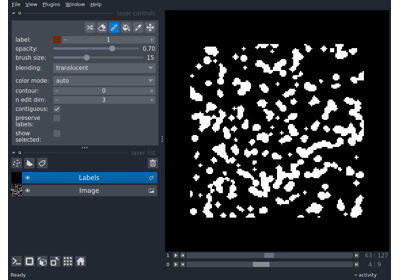 File View Plugins Window Help
layer controls
label: 1
opacity: 0.70
brush size: 15
blending: translucent
color mode: auto
contour: 0
n edit dim: 3
contiguous:
preserve
labels:
show
selected:
layer list
Labels
Image
1 63 127
0 4 9
Ready
activity